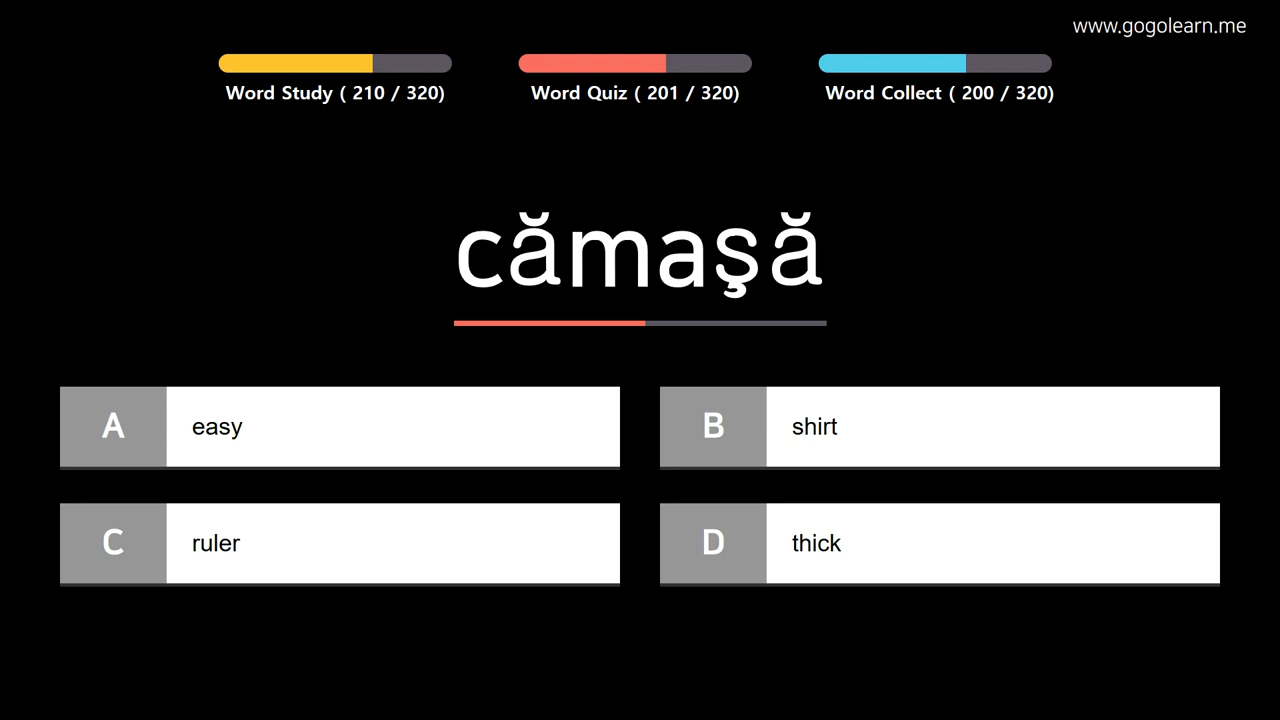 www.gogolearn.me
Word Study ( 210 / 320)
Word Quiz ( 201 / 320)
Word Collect ( 200 / 320)
cămaşă
A easy
B shirt
C ruler
D thick